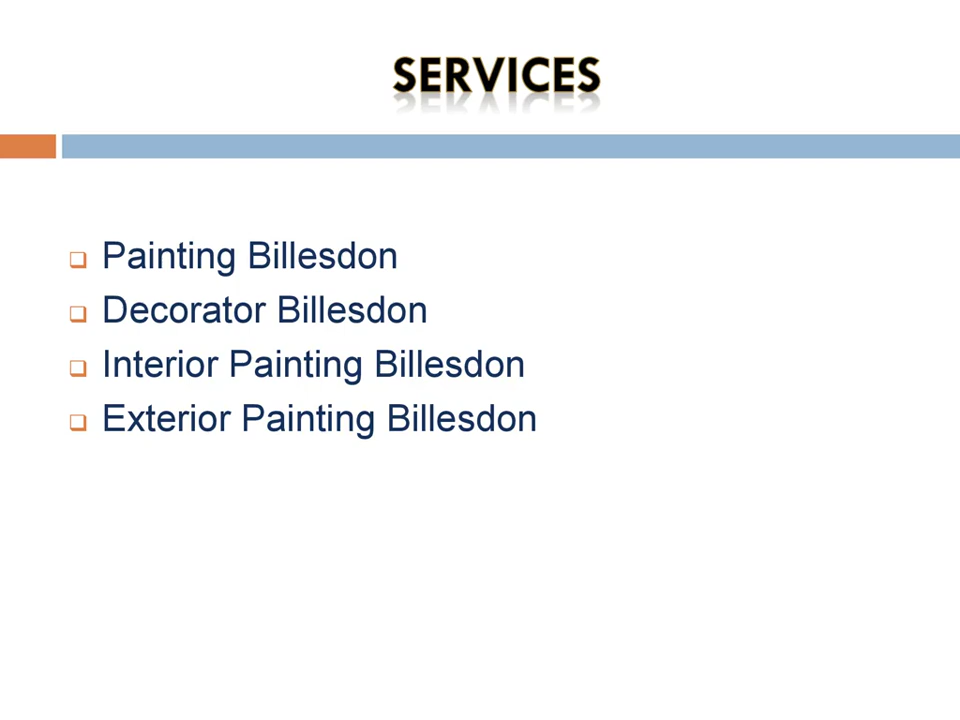 SERVICES
Painting Billesdon
Decorator Billesdon
Interior Painting Billesdon
Exterior Painting Billesdon